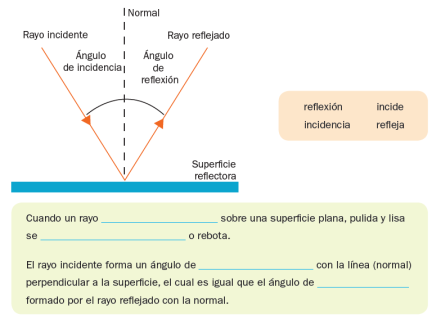 Normal
Rayo incidente
Rayo reflejado
Ángulo
de incidencia
Ángulo
de
reflexión
reflexión incide
incidencia refleja
Superficie
reflectora
Cuando un rayo ____________________ sobre una superficie plana, pulida y lisa
se ____________________ o rebota.
El rayo incidente forma un ángulo de ____________________ con la línea (normal)
perpendicular a la superficie, el cual es igual que el ángulo de ____________________
formado por el rayo reflejado con la normal.